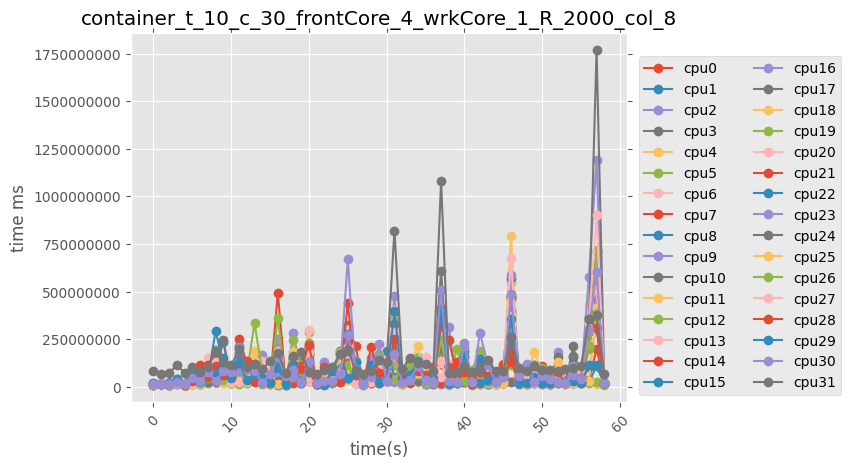 container_t_10_c_30_frontCore_4_wrkCore_1_R_2000_col_8
time ms
1750000000
1500000000
1250000000
1000000000
750000000
500000000
250000000
0
0
10
20
30
40
50
60
time(s)
cpu0
cpu1
cpu2
cpu3
cpu4
cpu5
cpu6
cpu7
cpu8
cpu9
cpu10
cpu11
cpu12
cpu13
cpu14
cpu15
cpu16
cpu17
cpu18
cpu19
cpu20
cpu21
cpu22
cpu23
cpu24
cpu25
cpu26
cpu27
cpu28
cpu29
cpu30
cpu31